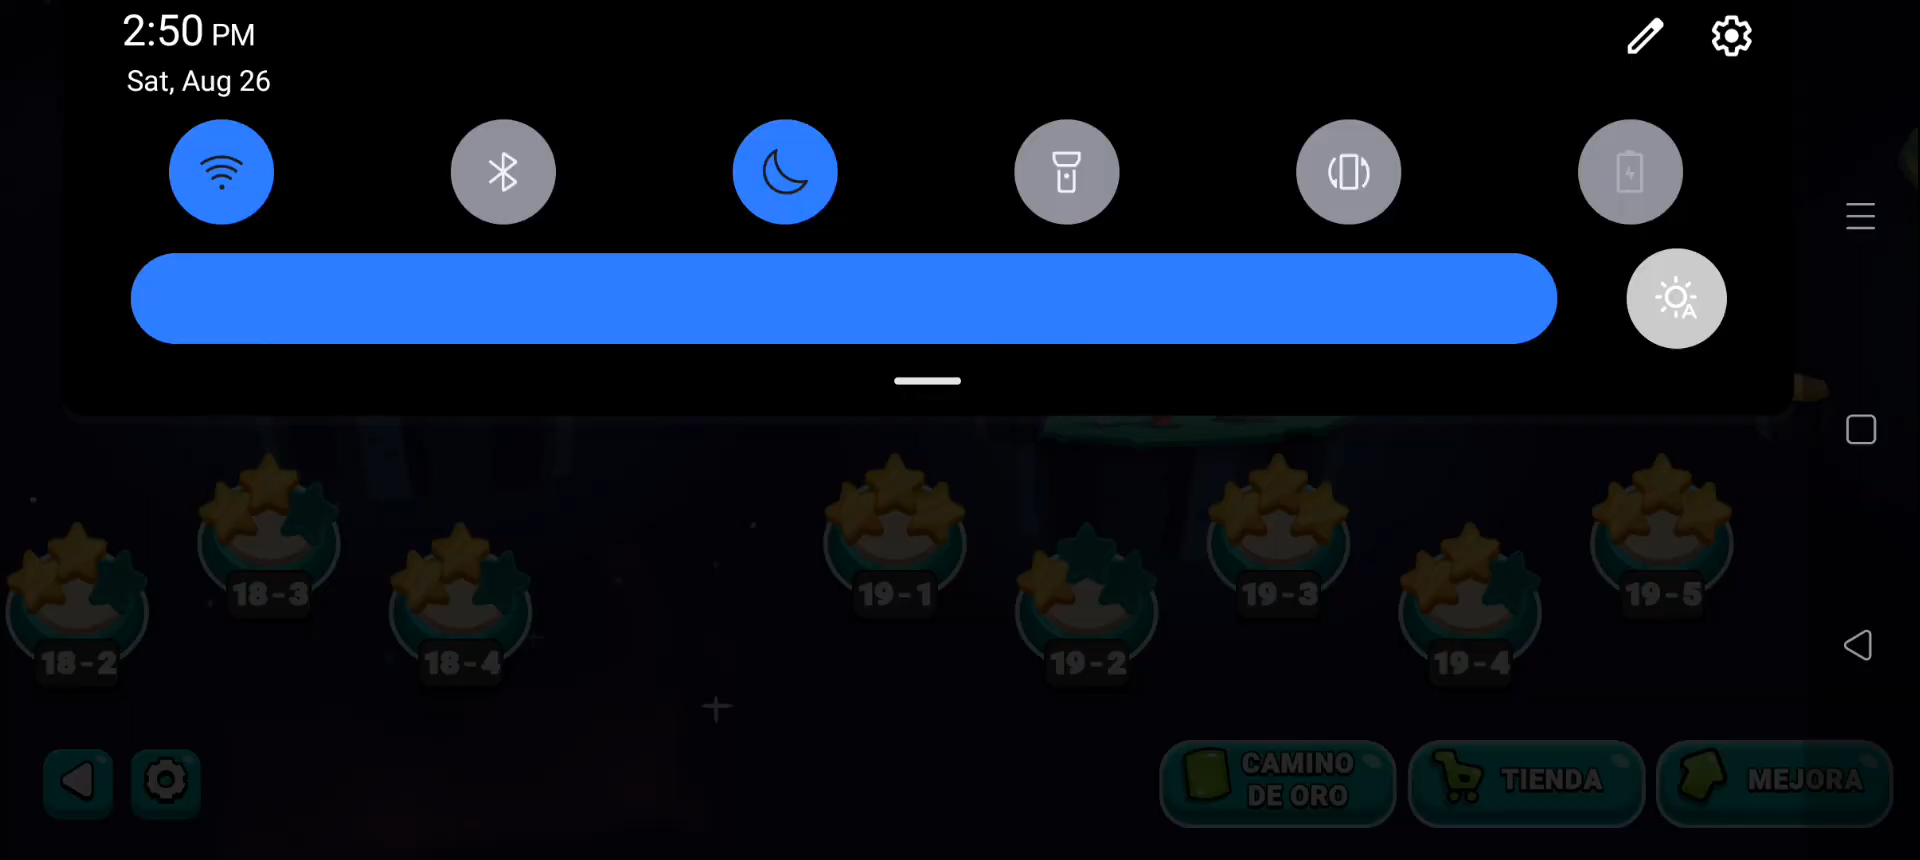 2:50 PM
Sat, Aug 26
A
18-3
19-1
19-3
19-5
18-2
18-4
19-2
19-4
CAMINO
DE ORO
TIENDA
MEJORA